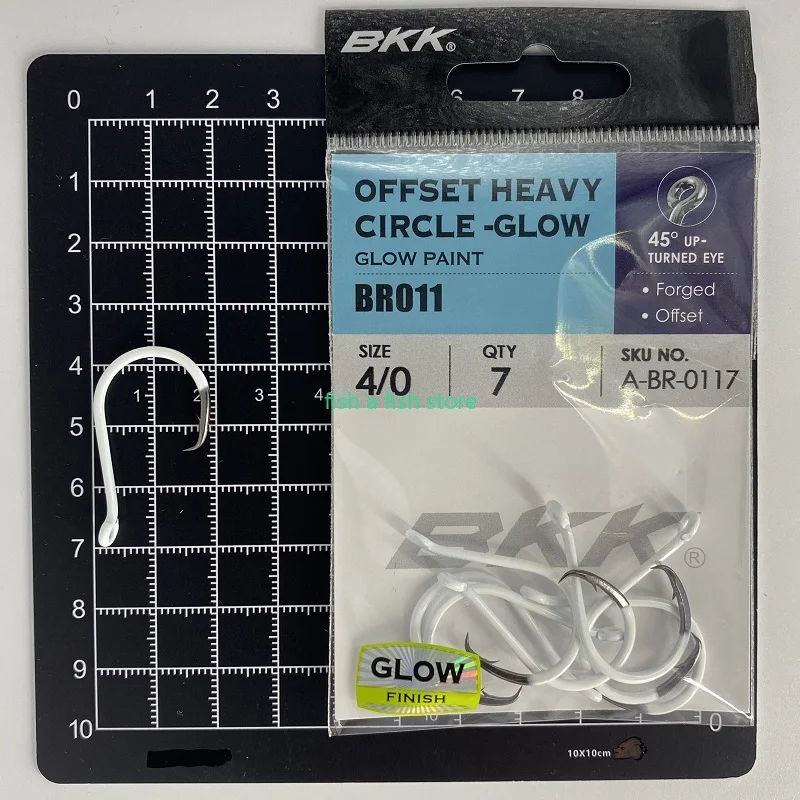 BKK®
0 1 2 3 6 7 8
1
2
3
4
5
6
7
8
9
10
1 2 3 4
OFFSET HEAVY
CIRCLE -GLOW
GLOW PAINT
BR011
45° UP-
TURNED EYE
• Forged
• Offset
SIZE
4/0
QTY
7
SKU NO.
A-BR-0117
fish a fish store
BKK®
GLOW
FINISH
10 0
10X10cm